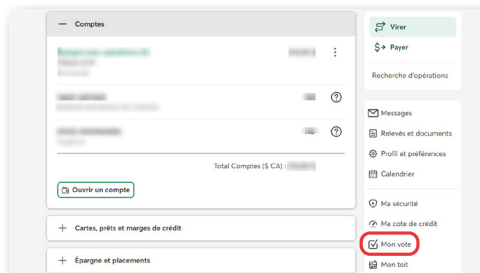 Comptes
Total Comptes ($ CA) :
Ouvrir un compte
Cartes, prêts et marges de crédit
Épargne et placements
Virer
Payer
Recherche d'opérations
Messages
Relevés et documents
Profil et préférences
Calendrier
Ma sécurité
Ma cote de crédit
Mon vote
Mon toit